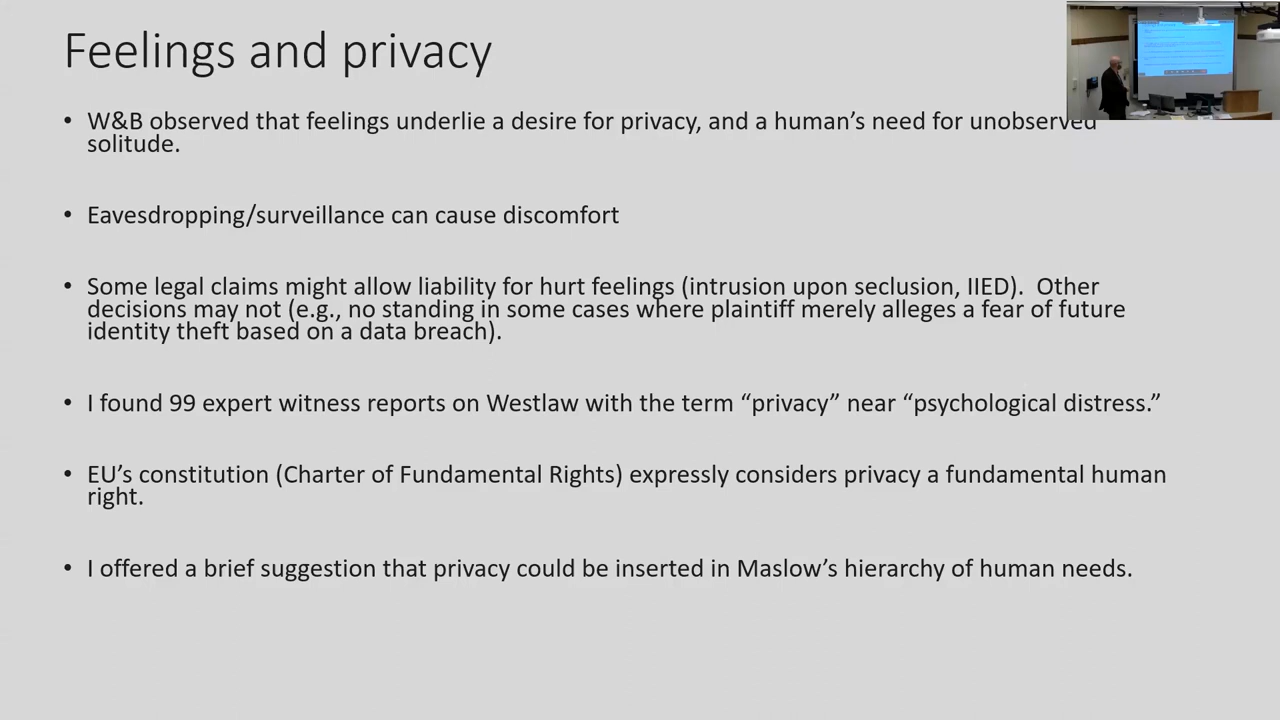 Feelings and privacy
• W&B observed that feelings underlie a desire for privacy, and a human’s need for unobserved
solitude.
• Eavesdropping/surveillance can cause discomfort
• Some legal claims might allow liability for hurt feelings (intrusion upon seclusion, IIED).  Other
decisions may not (e.g., no standing in some cases where plaintiff merely alleges a fear of future
identity theft based on a data breach).
• I found 99 expert witness reports on Westlaw with the term “privacy” near “psychological distress.”
• EU’s constitution (Charter of Fundamental Rights) expressly considers privacy a fundamental human
right.
• I offered a brief suggestion that privacy could be inserted in Maslow’s hierarchy of human needs.